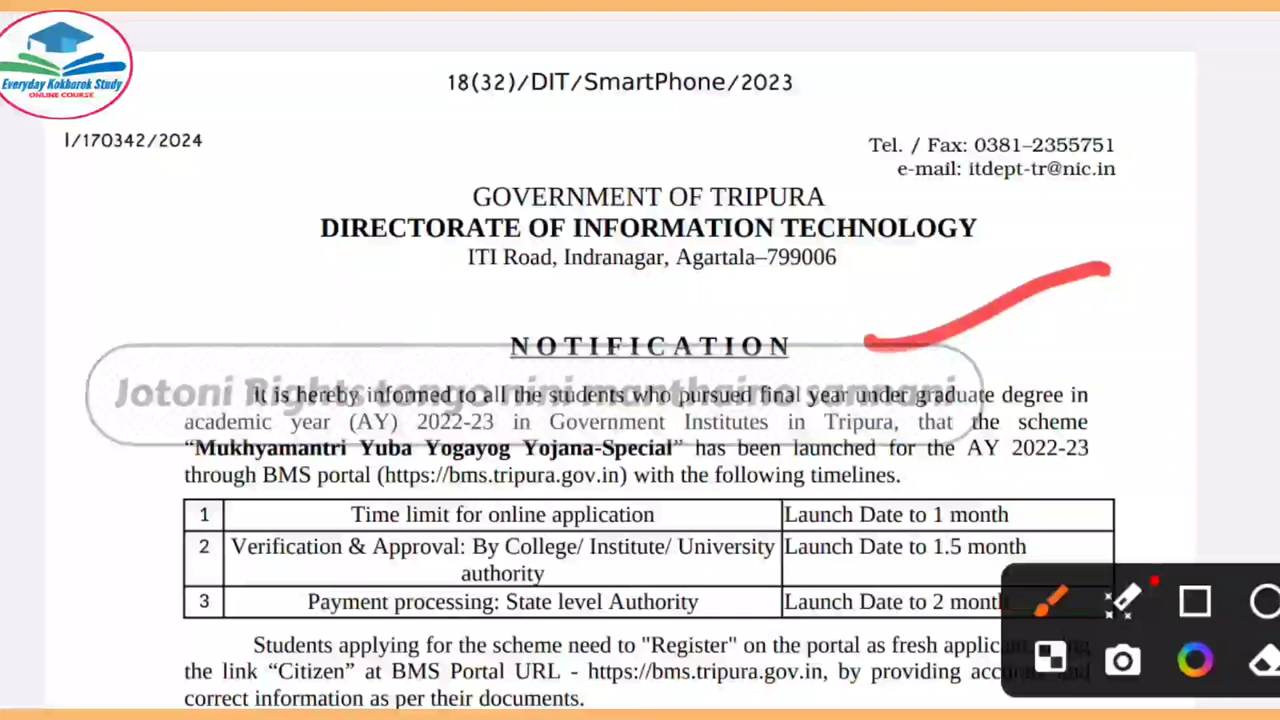 Everyday Kokborok Study
ONLINE COURSE
18(32)/DIT/SmartPhone/2023
I/170342/2024
Tel. / Fax: 0381–2355751
e-mail: itdept-tr@nic.in
GOVERNMENT OF TRIPURA
DIRECTORATE OF INFORMATION TECHNOLOGY
ITI Road, Indranagar, Agartala–799006
NOTIFICATION
Jotoni Rights tongo nini manthaino sannani
It is hereby informed to all the students who pursued final year under graduate degree in
academic year (AY) 2022-23 in Government Institutes in Tripura, that the scheme
“Mukhyamantri Yuba Yogayog Yojana-Special” has been launched for the AY 2022-23
through BMS portal (https://bms.tripura.gov.in) with the following timelines.
1 Time limit for online application Launch Date to 1 month
2 Verification & Approval: By College/ Institute/ University Launch Date to 1.5 month
authority
3 Payment processing: State level Authority Launch Date to 2 month
Students applying for the scheme need to "Register" on the portal as fresh
the link “Citizen” at BMS Portal URL - https://bms.tripura.gov.in, by providing
correct information as per their documents.